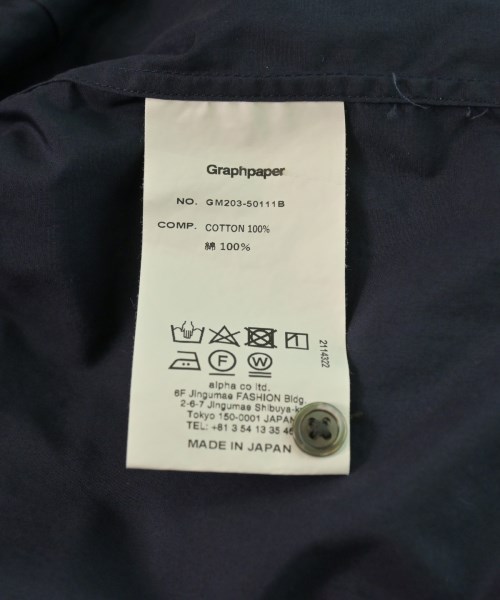 Graphpaper
NO. GM203-50111B
COMP. COTTON 100%
綿 100%
2114322
F
W
alpha co ltd.
6F Jingumae FASHION Bldg.
2-6-7 Jingumae Shibuya-k
Tokyo 150-0001 JAPAN
TEL: +81 3 54 13 35 46
MADE IN JAPAN